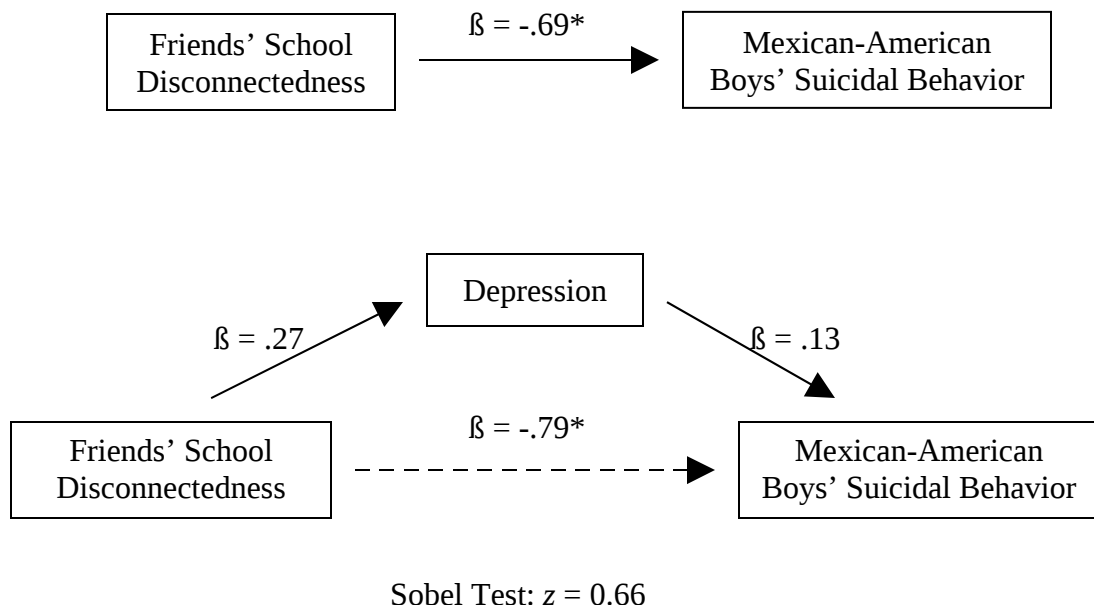 Friends’ School
Disconnectedness
ß = -.69*
Mexican-American
Boys’ Suicidal Behavior
Depression
ß = .27
ß = .13
Friends’ School
Disconnectedness
ß = -.79*
Mexican-American
Boys’ Suicidal Behavior
Sobel Test: z = 0.66